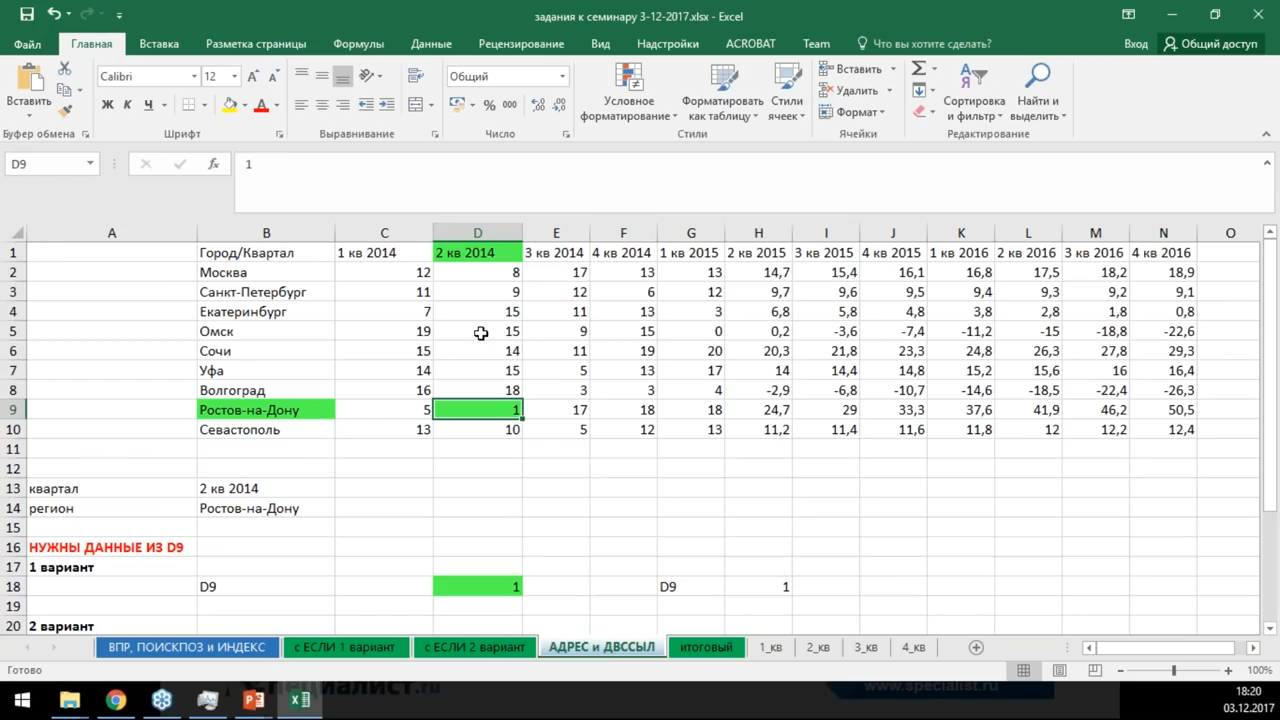 задания к семинару 3-12-2017.xlsx - Excel
Файл Главная Вставка Разметка страницы Формулы Данные Рецензирование Вид Надстройки ACROBAT Team Что вы хотите сделать? Вход Общий доступ
Вставить
Calibri 12
Ж К Ч
Общий
% 000
Условное форматирование
Форматировать как таблицу
Стили ячеек
Вставить
Удалить
Формат
Сортировка и фильтр
Найти и выделить
Буфер обмена Шрифт Выравнивание Число Стили Ячейки Редактирование
D9 fx 1
A B C D E F G H I J K L M N O
1 Город/Квартал 1 кв 2014 2 кв 2014 3 кв 2014 4 кв 2014 1 кв 2015 2 кв 2015 3 кв 2015 4 кв 2015 1 кв 2016 2 кв 2016 3 кв 2016 4 кв 2016
2 Москва 12 8 17 13 13 14,7 15,4 16,1 16,8 17,5 18,2 18,9
3 Санкт-Петербург 11 9 12 6 12 9,7 9,6 9,5 9,4 9,3 9,2 9,1
4 Екатеринбург 7 15 11 13 3 6,8 5,8 4,8 3,8 2,8 1,8 0,8
5 Омск 19 15 9 15 0 0,2 -3,6 -7,4 -11,2 -15 -18,8 -22,6
6 Сочи 15 14 11 19 20 20,3 21,8 23,3 24,8 26,3 27,8 29,3
7 Уфа 14 15 5 13 17 14 14,4 14,8 15,2 15,6 16 16,4
8 Волгоград 16 18 3 3 4 -2,9 -6,8 -10,7 -14,6 -18,5 -22,4 -26,3
9 Ростов-на-Дону 5 1 17 18 18 24,7 29 33,3 37,6 41,9 46,2 50,5
10 Севастополь 13 10 5 12 13 11,2 11,4 11,6 11,8 12 12,2 12,4
11
12
13 квартал 2 кв 2014
14 регион Ростов-на-Дону
15
16 НУЖНЫ ДАННЫЕ ИЗ D9
17 1 вариант
18 D9 1 D9 1
19
20 2 вариант
ВПР, ПОИСКПОЗ и ИНДЕКС с ЕСЛИ 1 вариант с ЕСЛИ 2 вариант АДРЕС и ДВССЫЛ итоговый 1_кв 2_кв 3_кв 4_кв
Готово 100%
www.specialist.ru
18:20
03.12.2017